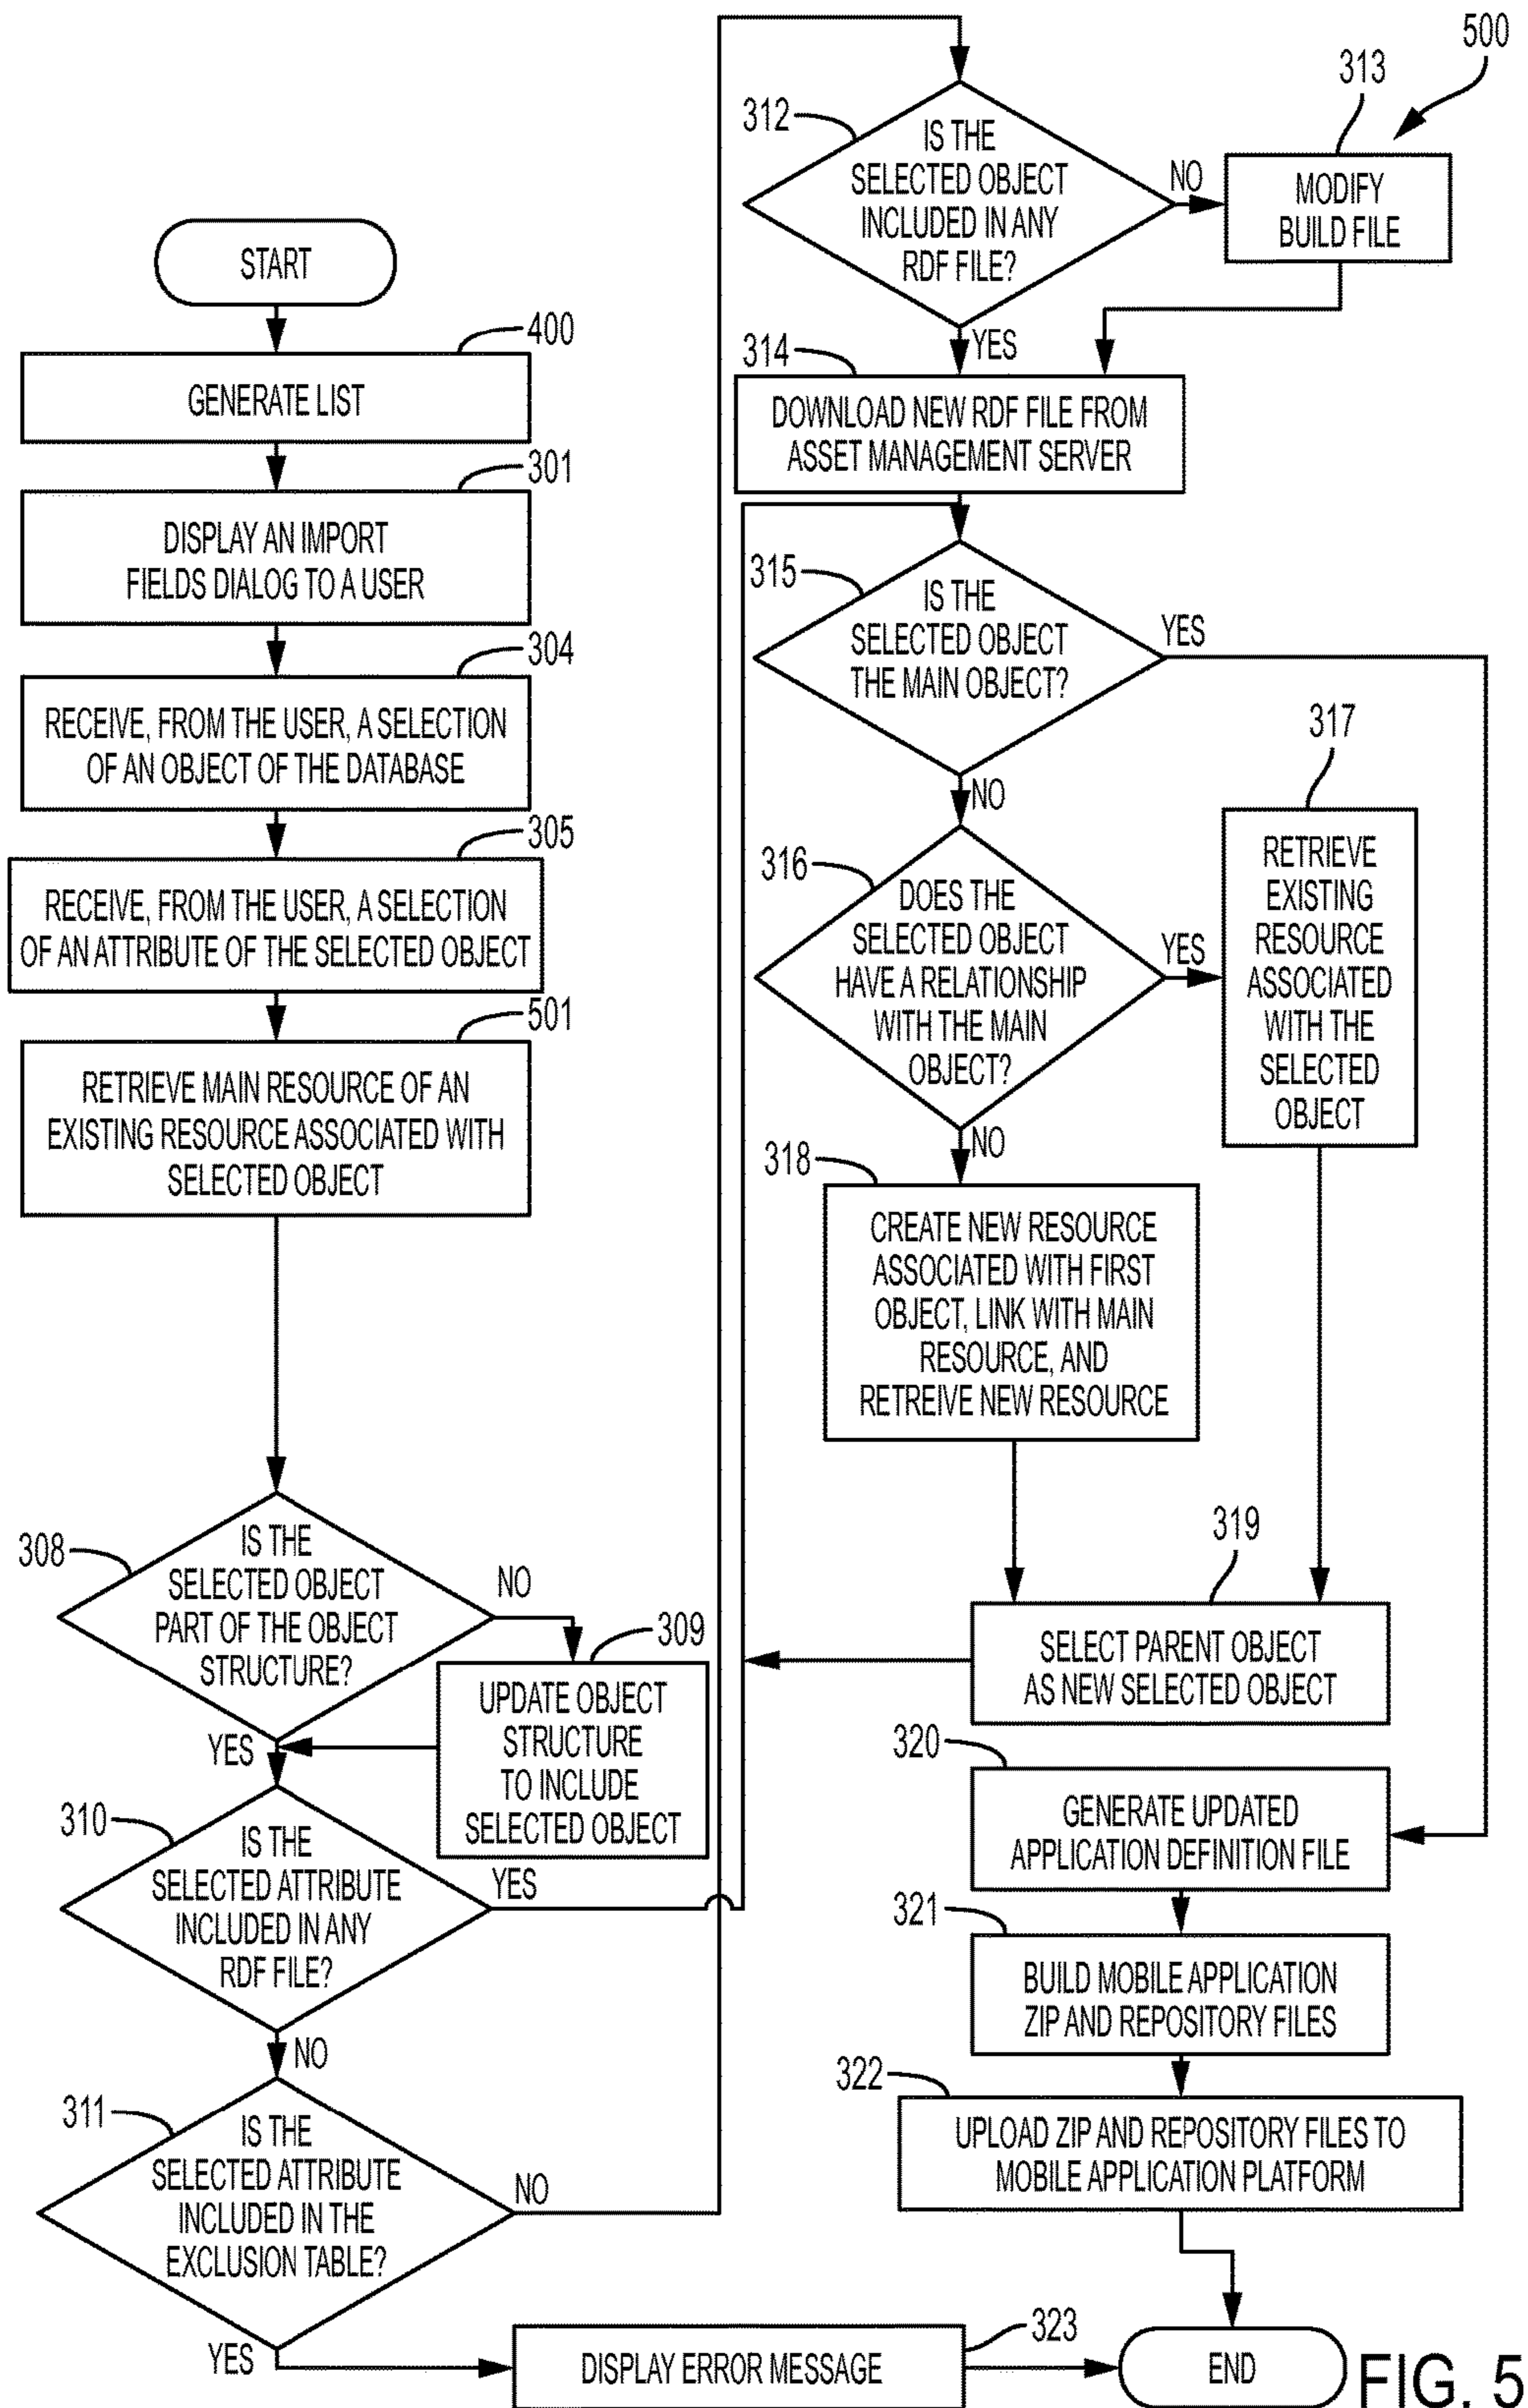 START
400
GENERATE LIST
301
DISPLAY AN IMPORT
FIELDS DIALOG TO A USER
304
RECEIVE, FROM THE USER, A SELECTION
OF AN OBJECT OF THE DATABASE
305
RECEIVE, FROM THE USER, A SELECTION
OF AN ATTRIBUTE OF THE SELECTED OBJECT
501
RETRIEVE MAIN RESOURCE OF AN
EXISTING RESOURCE ASSOCIATED WITH
SELECTED OBJECT
308
IS THE
SELECTED OBJECT
PART OF THE OBJECT
STRUCTURE?
NO
YES
309
UPDATE OBJECT
STRUCTURE
TO INCLUDE
SELECTED OBJECT
310
IS THE
SELECTED ATTRIBUTE
INCLUDED IN ANY
RDF FILE?
YES
NO
311
IS THE
SELECTED ATTRIBUTE
INCLUDED IN THE
EXCLUSION TABLE?
NO
YES
323
DISPLAY ERROR MESSAGE
500
312
IS THE
SELECTED OBJECT
INCLUDED IN ANY
RDF FILE?
NO
YES
313
MODIFY
BUILD FILE
314
DOWNLOAD NEW RDF FILE FROM
ASSET MANAGEMENT SERVER
315
IS THE
SELECTED OBJECT
THE MAIN OBJECT?
YES
NO
316
DOES THE
SELECTED OBJECT
HAVE A RELATIONSHIP
WITH THE MAIN
OBJECT?
YES
NO
317
RETRIEVE
EXISTING
RESOURCE
ASSOCIATED
WITH THE
SELECTED
OBJECT
318
CREATE NEW RESOURCE
ASSOCIATED WITH FIRST
OBJECT, LINK WITH MAIN
RESOURCE, AND
RETREIVE NEW RESOURCE
319
SELECT PARENT OBJECT
AS NEW SELECTED OBJECT
320
GENERATE UPDATED
APPLICATION DEFINITION FILE
321
BUILD MOBILE APPLICATION
ZIP AND REPOSITORY FILES
322
UPLOAD ZIP AND REPOSITORY FILES TO
MOBILE APPLICATION PLATFORM
END
FIG. 5